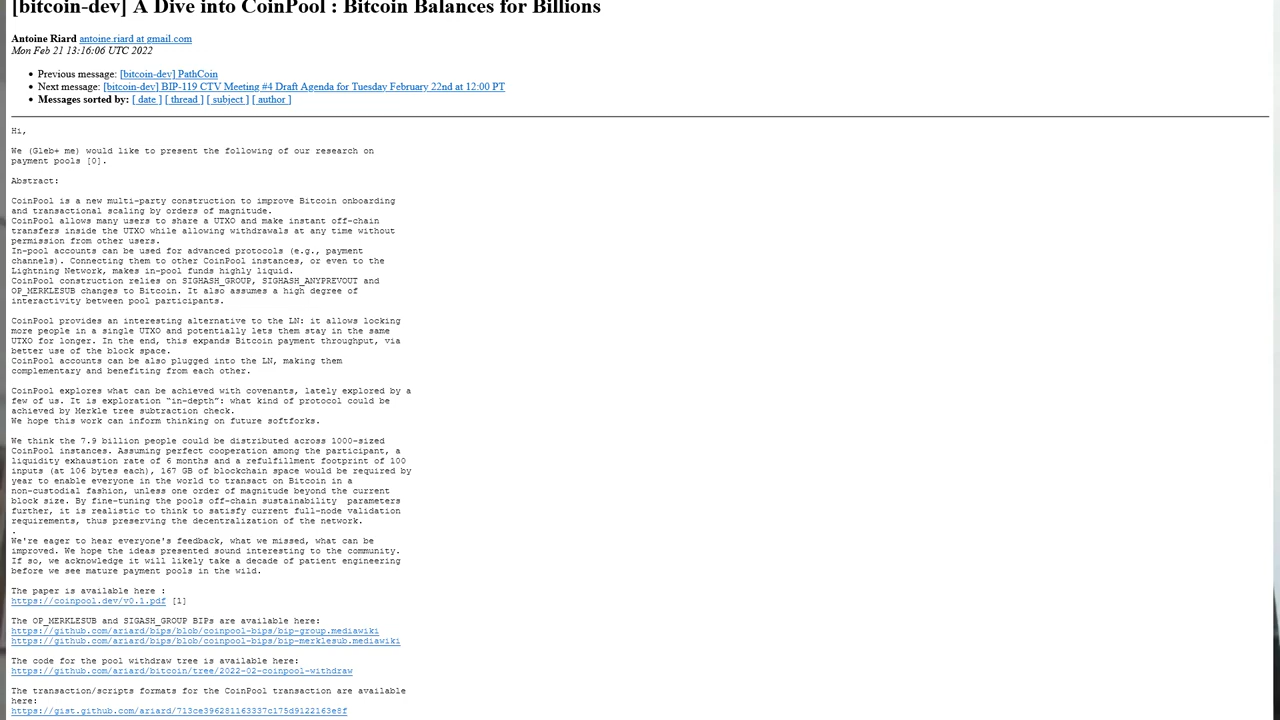 [bitcoin-dev] A Dive into CoinPool : Bitcoin Balances for Billions
Antoine Riard antoine.riard at gmail.com
Mon Feb 21 13:16:06 UTC 2022
• Previous message: [bitcoin-dev] PathCoin
• Next message: [bitcoin-dev] BIP-119 CTV Meeting #4 Draft Agenda for Tuesday February 22nd at 12:00 PT
• Messages sorted by: [ date ] [ thread ] [ subject ] [ author ]
Hi,
We (Gleb+ me) would like to present the following of our research on
payment pools [0].
Abstract:
CoinPool is a new multi-party construction to improve Bitcoin onboarding
and transactional scaling by orders of magnitude.
CoinPool allows many users to share a UTXO and make instant off-chain
transfers inside the UTXO while allowing withdrawals at any time without
permission from other users.
In-pool accounts can be used for advanced protocols (e.g., payment
channels). Connecting them to other CoinPool instances, or even to the
Lightning Network, makes in-pool funds highly liquid.
CoinPool construction relies on SIGHASH_GROUP, SIGHASH_ANYPREVOUT and
OP_MERKLESUB changes to Bitcoin. It also assumes a high degree of
interactivity between pool participants.
CoinPool provides an interesting alternative to the LN: it allows locking
more people in a single UTXO and potentially lets them stay in the same
UTXO for longer. In the end, this expands Bitcoin payment throughput, via
better use of the block space.
CoinPool accounts can be also plugged into the LN, making them
complementary and benefiting from each other.
CoinPool explores what can be achieved with covenants, lately explored by a
few of us. It is exploration “in-depth”: what kind of protocol could be
achieved by Merkle tree subtraction check.
We hope this work can inform thinking on future softforks.
We think the 7.9 billion people could be distributed across 1000-sized
CoinPool instances. Assuming perfect cooperation among the participant, a
liquidity exhaustion rate of 6 months and a refulfillment footprint of 100
inputs (at 106 bytes each), 167 GB of blockchain space would be required by
year to enable everyone in the world to transact on Bitcoin in a
non-custodial fashion, unless one order of magnitude beyond the current
block size. By fine-tuning the pools off-chain sustainability  parameters
further, it is realistic to think to satisfy current full-node validation
requirements, thus preserving the decentralization of the network.
.
We're eager to hear everyone's feedback, what we missed, what can be
improved. We hope the ideas presented sound interesting to the community.
If so, we acknowledge it will likely take a decade of patient engineering
before we see mature payment pools in the wild.
The paper is available here :
https://coinpool.dev/v0.1.pdf [1]
The OP_MERKLESUB and SIGASH_GROUP BIPs are available here:
https://github.com/ariard/bips/blob/coinpool-bips/bip-group.mediawiki
https://github.com/ariard/bips/blob/coinpool-bips/bip-merklesub.mediawiki
The code for the pool withdraw tree is available here:
https://github.com/ariard/bitcoin/tree/2022-02-coinpool-withdraw
The transaction/scripts formats for the CoinPool transaction are available
here:
https://gist.github.com/ariard/713ce396281163337c175d9122163e8f